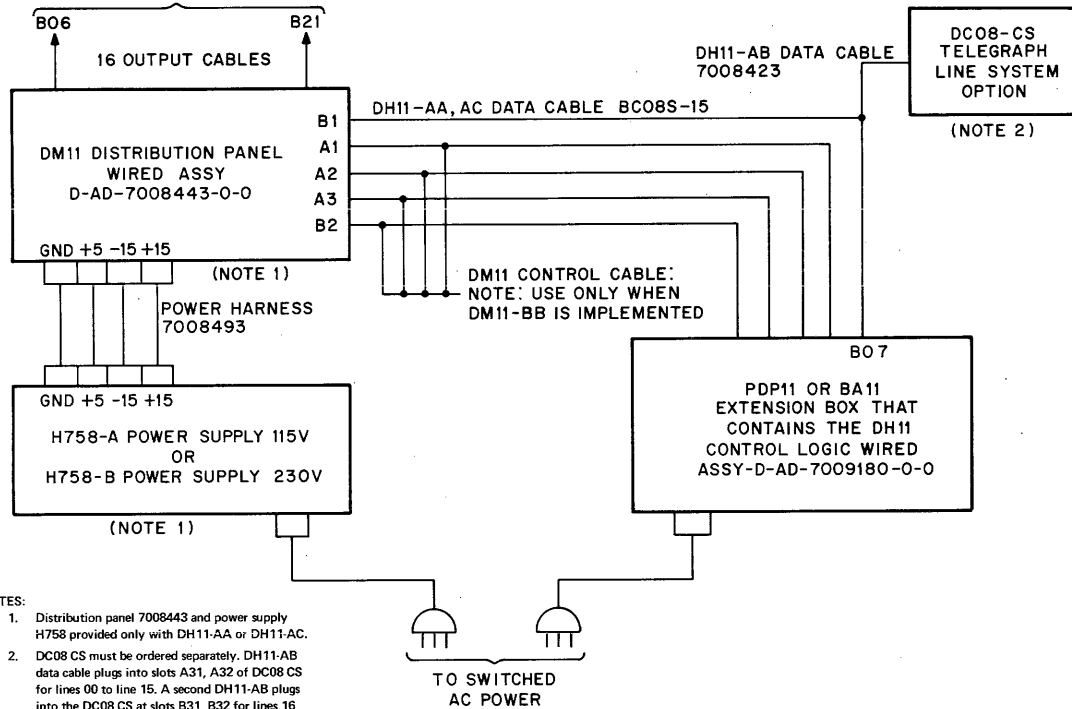 B06
B21
16 OUTPUT CABLES
DM11 DISTRIBUTION PANEL
WIRED ASSY
D-AD-7008443-0-0
B1
A1
A2
A3
B2
GND +5 -15 +15
(NOTE 1)
DH11-AA, AC DATA CABLE BC08S-15
DH11-AB DATA CABLE
7008423
DC08-CS
TELEGRAPH
LINE SYSTEM
OPTION
(NOTE 2)
DM11 CONTROL CABLE:
NOTE: USE ONLY WHEN
DM11-BB IS IMPLEMENTED
POWER HARNESS
7008493
GND +5 -15 +15
H758-A POWER SUPPLY 115V
OR
H758-B POWER SUPPLY 230V
(NOTE 1)
B07
PDP11 OR BA11
EXTENSION BOX THAT
CONTAINS THE DH11
CONTROL LOGIC WIRED
ASSY-D-AD-7009180-0-0
TO SWITCHED
AC POWER
TES:
1. Distribution panel 7008443 and power supply
H758 provided only with DH11-AA or DH11-AC.
2. DC08 CS must be ordered separately. DH11-AB
data cable plugs into slots A31, A32 of DC08 CS
for lines 00 to line 15. A second DH11-AB plugs
into the DC08 CS at slots B31, B32 for lines 16